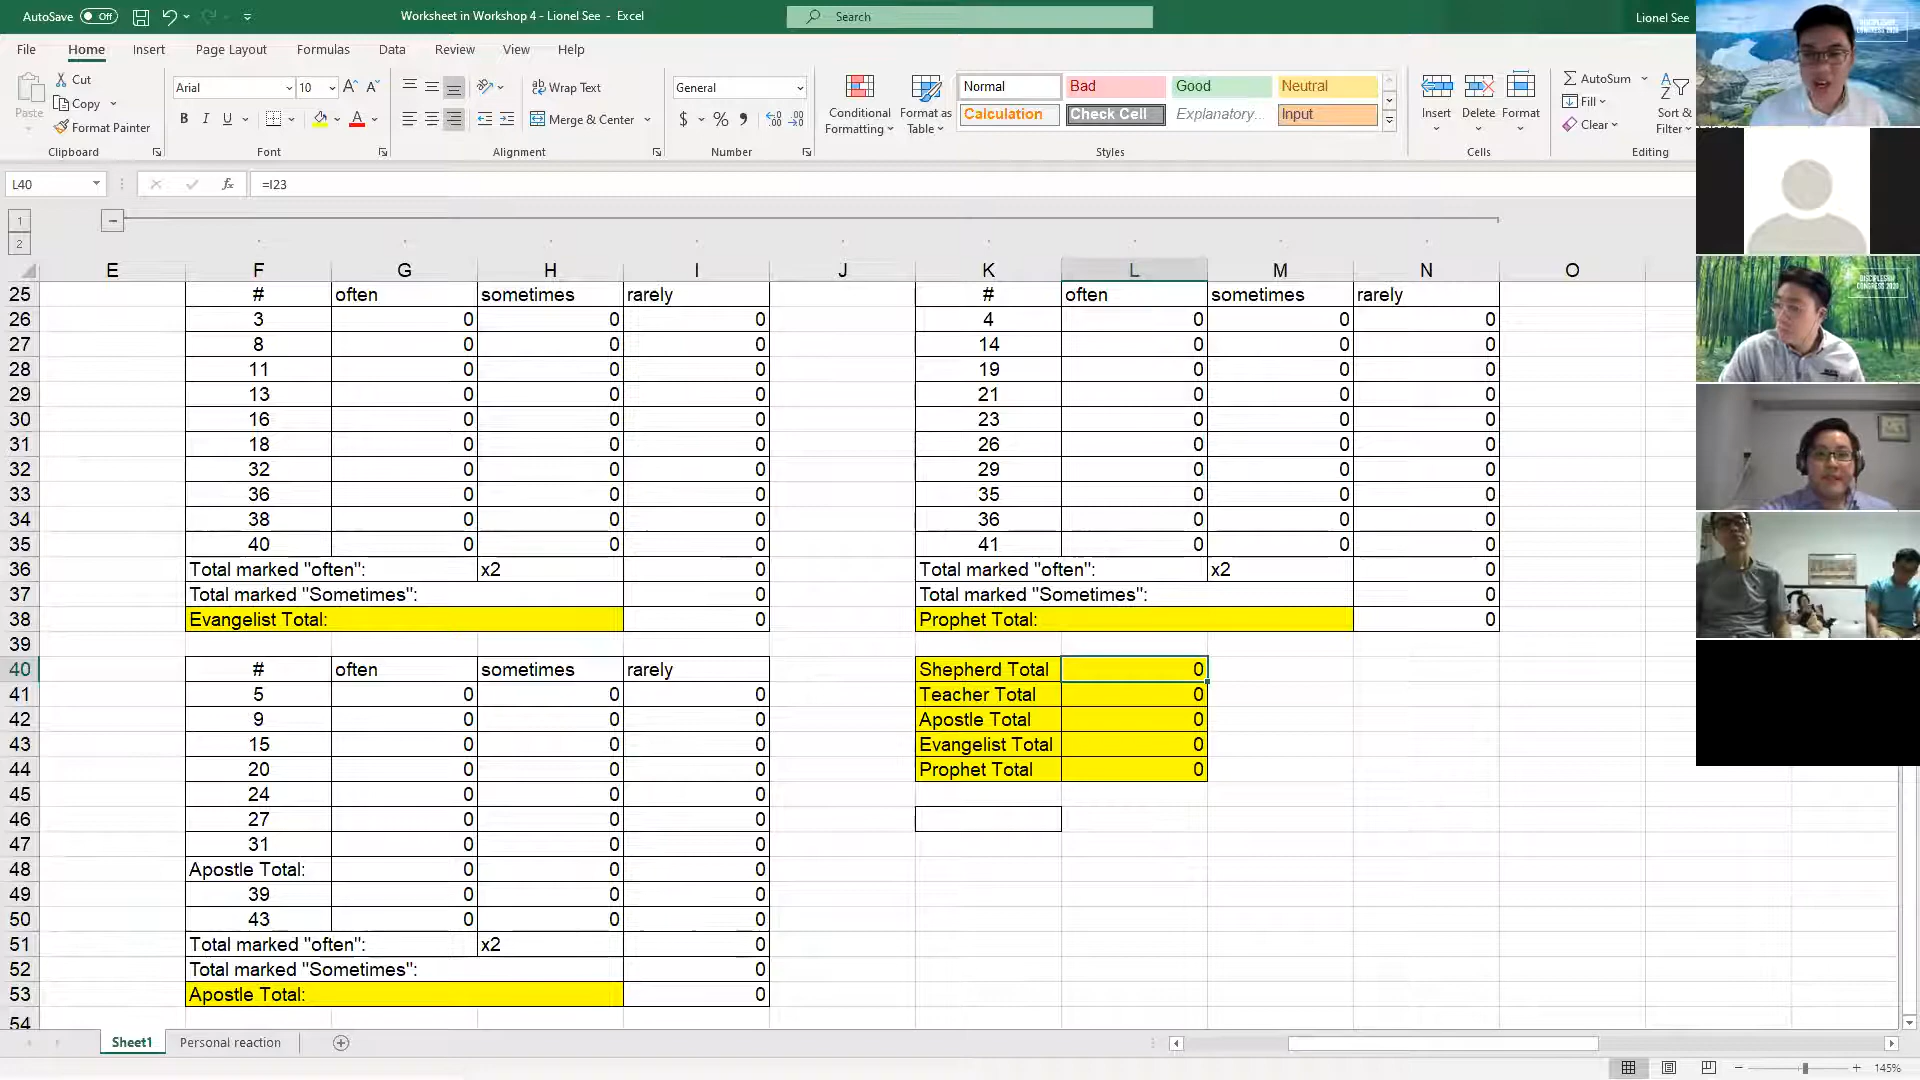 AutoSave Off
Worksheet in Workshop 4 - Lionel See - Excel
Search
Lionel See
File Home Insert Page Layout Formulas Data Review View Help
Paste
Cut
Copy
Format Painter
Clipboard
Arial 10
B I U
Font
Wrap Text
Merge & Center
Alignment
General
$ % ,
Number
Conditional Formatting
Format as Table
Normal Bad Good Neutral
Calculation Check Cell Explanatory... Input
Styles
Insert Delete Format
Cells
AutoSum
Fill
Clear
Sort & Filter
Editing
L40 fx =I23
1
2
E F G H I J K L M N O
25 # often sometimes rarely # often sometimes rarely
26 3 0 0 0 4 0 0 0
27 8 0 0 0 14 0 0 0
28 11 0 0 0 19 0 0 0
29 13 0 0 0 21 0 0 0
30 16 0 0 0 23 0 0 0
31 18 0 0 0 26 0 0 0
32 32 0 0 0 29 0 0 0
33 36 0 0 0 35 0 0 0
34 38 0 0 0 36 0 0 0
35 40 0 0 0 41 0 0 0
36 Total marked "often": x2 0 Total marked "often": x2 0
37 Total marked "Sometimes": 0 Total marked "Sometimes": 0
38 Evangelist Total: 0 Prophet Total: 0
39
40 # often sometimes rarely Shepherd Total 0
41 5 0 0 0 Teacher Total 0
42 9 0 0 0 Apostle Total 0
43 15 0 0 0 Evangelist Total 0
44 20 0 0 0 Prophet Total 0
45 24 0 0 0
46 27 0 0 0
47 31 0 0 0
48 Apostle Total: 0 0 0
49 39 0 0 0
50 43 0 0 0
51 Total marked "often": x2 0
52 Total marked "Sometimes": 0
53 Apostle Total: 0
54
Sheet1 Personal reaction
145%
DISCIPLESHIP
CONGRESS 2020
DISCIPLESHIP
CONGRESS 2020